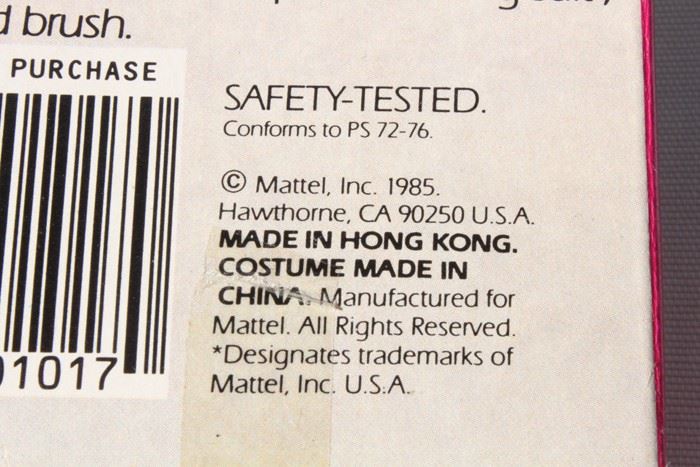 brush.
PURCHASE
1017
SAFETY-TESTED.
Conforms to PS 72-76.
© Mattel, Inc. 1985.
Hawthorne, CA 90250 U.S.A.
MADE IN HONG KONG.
COSTUME MADE IN
CHINA. Manufactured for
Mattel. All Rights Reserved.
*Designates trademarks of
Mattel, Inc. U.S.A.